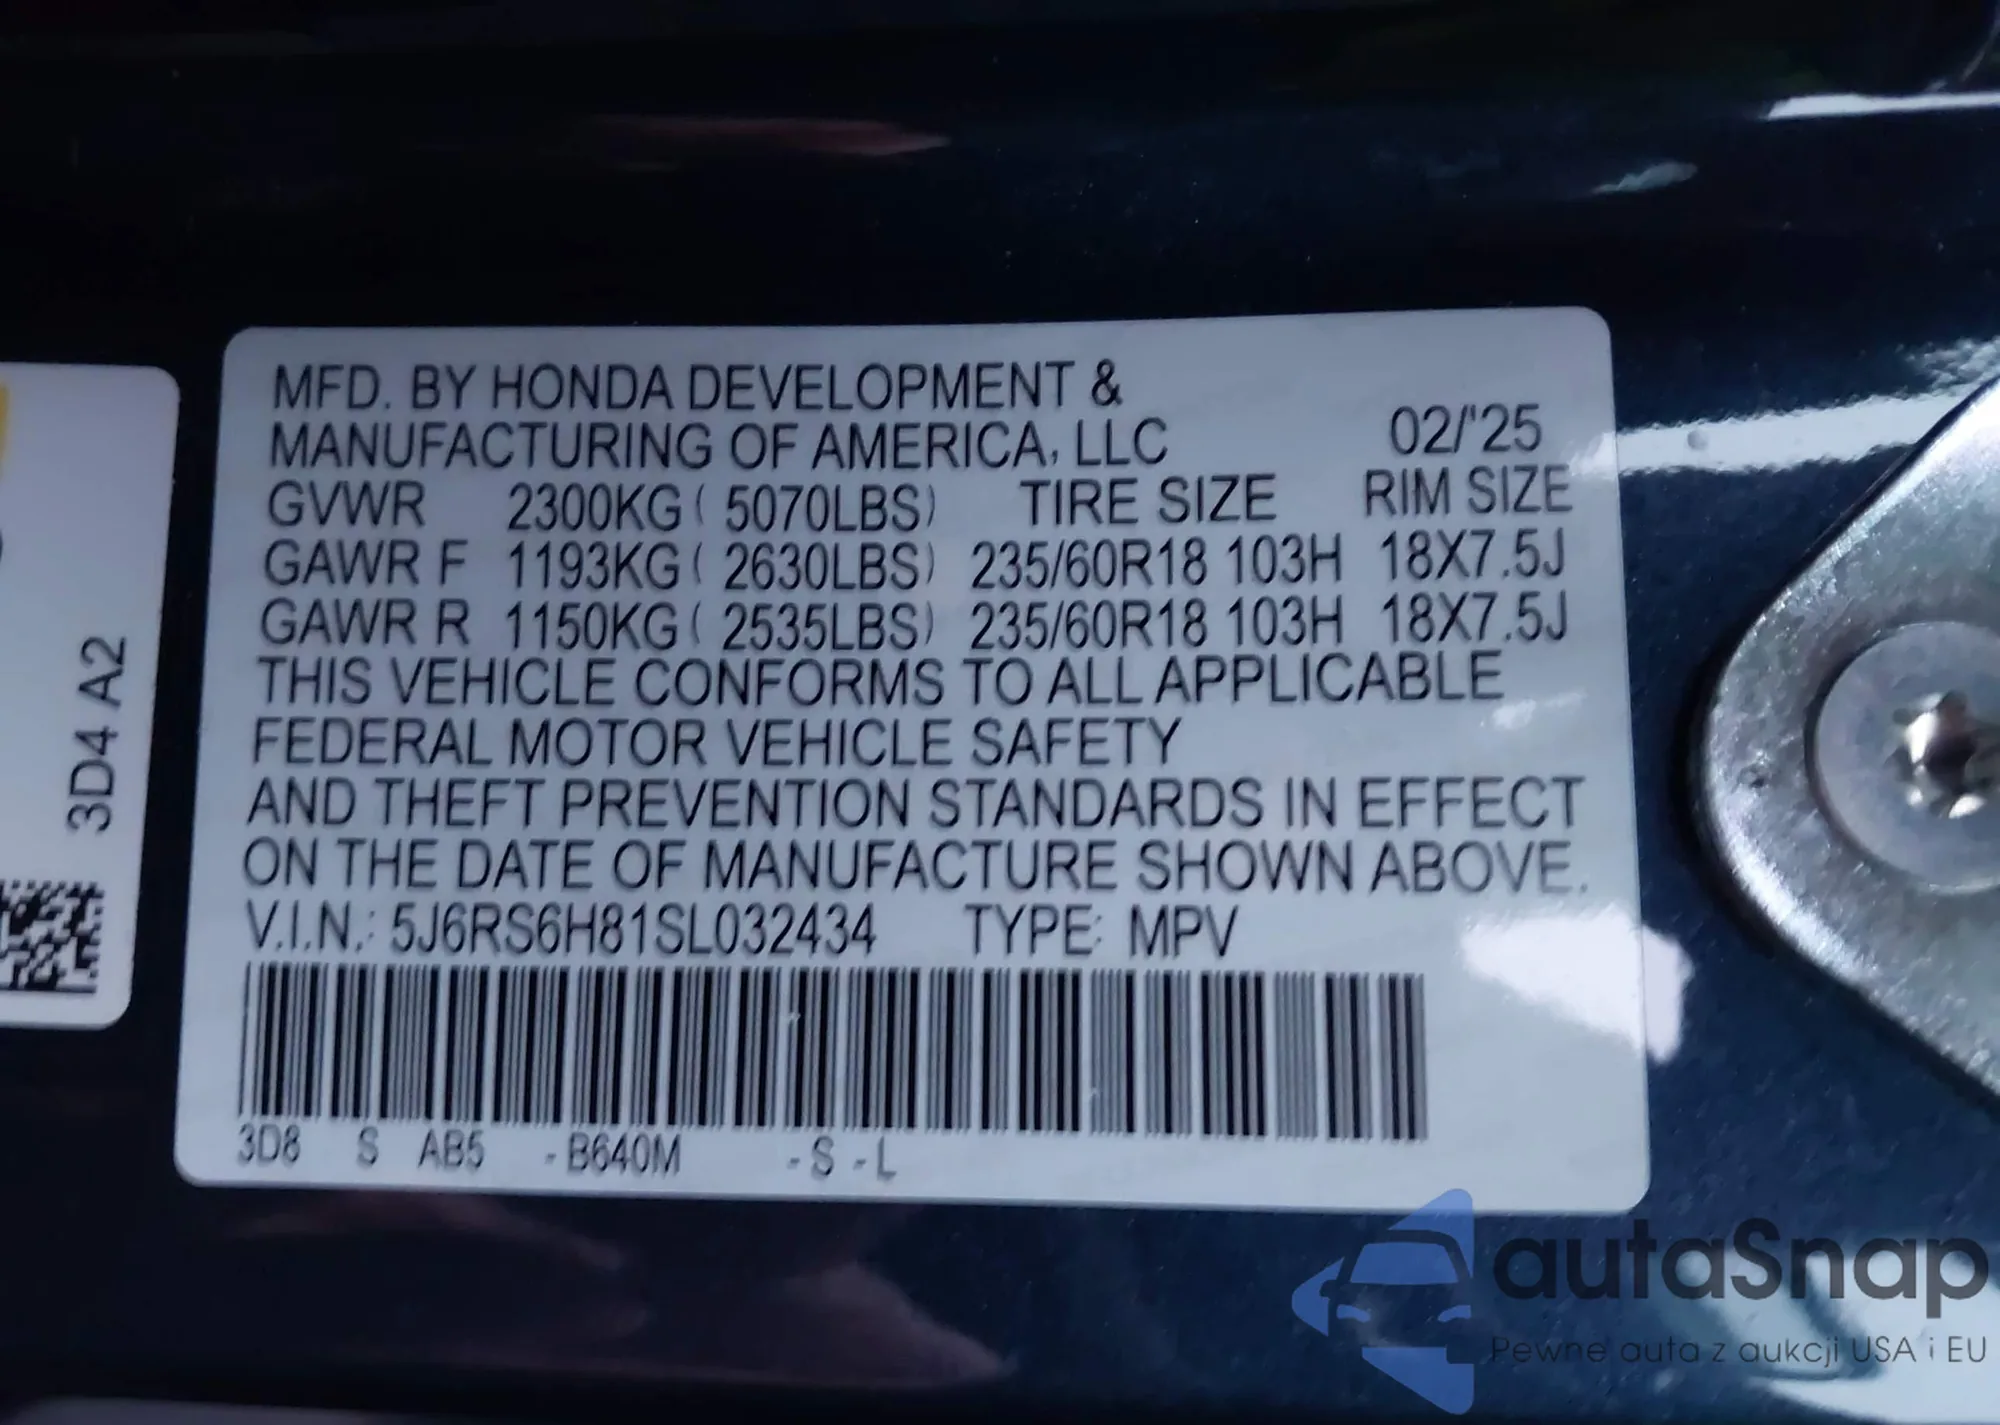 MFD. BY HONDA DEVELOPMENT &
MANUFACTURING OF AMERICA, LLC 02/'25
GVWR 2300KG ( 5070LBS) TIRE SIZE RIM SIZE
GAWR F 1193KG ( 2630LBS) 235/60R18 103H 18X7.5J
GAWR R 1150KG ( 2535LBS) 235/60R18 103H 18X7.5J
THIS VEHICLE CONFORMS TO ALL APPLICABLE
FEDERAL MOTOR VEHICLE SAFETY
AND THEFT PREVENTION STANDARDS IN EFFECT
ON THE DATE OF MANUFACTURE SHOWN ABOVE.
V.I.N.: 5J6RS6H81SL032434 TYPE: MPV
3D8 S AB5 -B640M -S -L
3D4 A2
autaSnap
Pewne auta z aukcji USA i EU